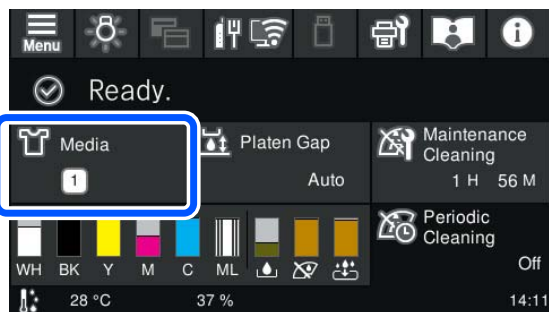 Menu
Ready.
Media
1
Platen Gap
Auto
Maintenance
Cleaning
1 H 56 M
WH BK Y M C ML
Periodic
Cleaning
Off
28 °C 37 % 14:11